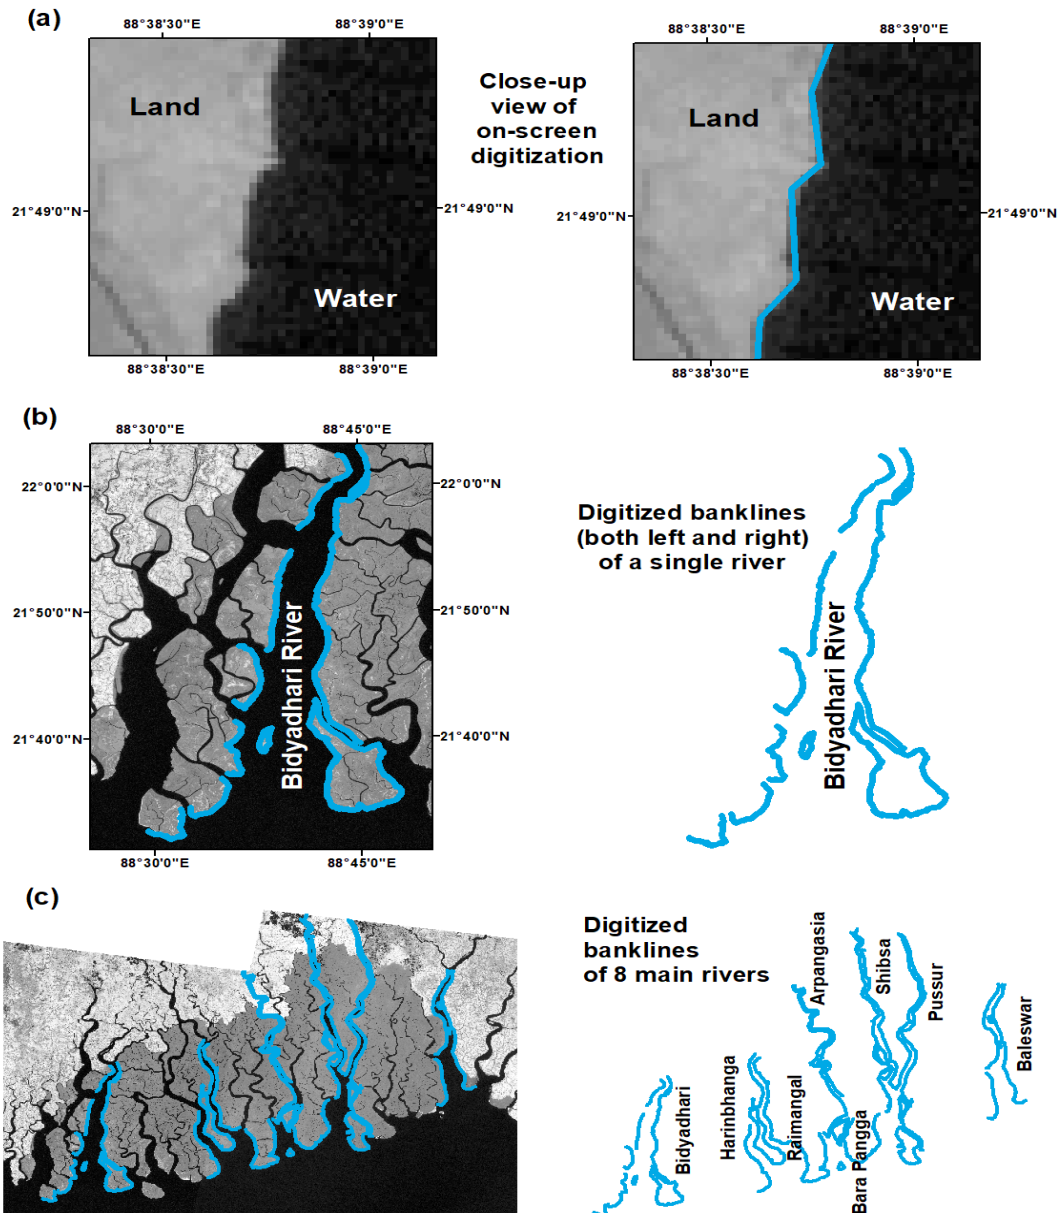 (a)
88°38'30"E
88°39'0"E
88°38'30"E
88°39'0"E
Land
Water
21°49'0"N
21°49'0"N
88°38'30"E
88°39'0"E
Close-up
view of
on-screen
digitization
Land
Water
21°49'0"N
21°49'0"N
88°38'30"E
88°39'0"E
(b)
88°30'0"E
88°45'0"E
22°0'0"N
22°0'0"N
21°50'0"N
21°50'0"N
21°40'0"N
21°40'0"N
Bidyadhari River
88°30'0"E
88°45'0"E
Digitized banklines
(both left and right)
of a single river
Bidyadhari River
(c)
Digitized
banklines
of 8 main rivers
Bidyadhari
Harinbhanga
Raimangal
Arpangasia
Bara Pangga
Shibsa
Pussur
Baleswar